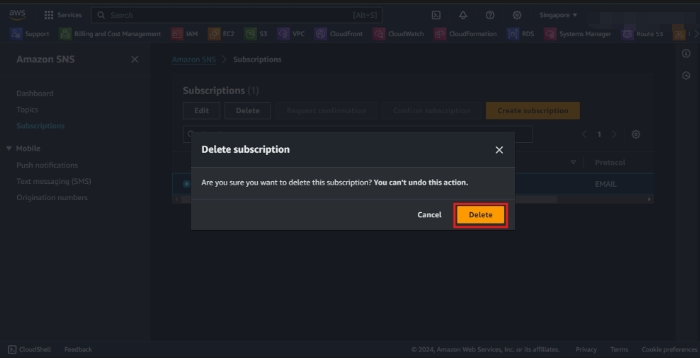 aws Services Search [Alt+S] Singapore ▼
Support Billing and Cost Management IAM EC2 S3 VPC CloudFront CloudWatch CloudFormation RDS Systems Manager Route 53
Amazon SNS
Amazon SNS > Subscriptions
Dashboard
Topics
Subscriptions
Mobile
Push notifications
Text messaging (SMS)
Origination numbers
Subscriptions (1)
Edit Delete Request confirmation Confirm subscription Create subscription
1
Protocol
EMAIL
Delete subscription
Are you sure you want to delete this subscription? You can't undo this action.
Cancel Delete
CloudShell Feedback © 2024, Amazon Web Services, Inc. or its affiliates. Privacy Terms Cookie preferences